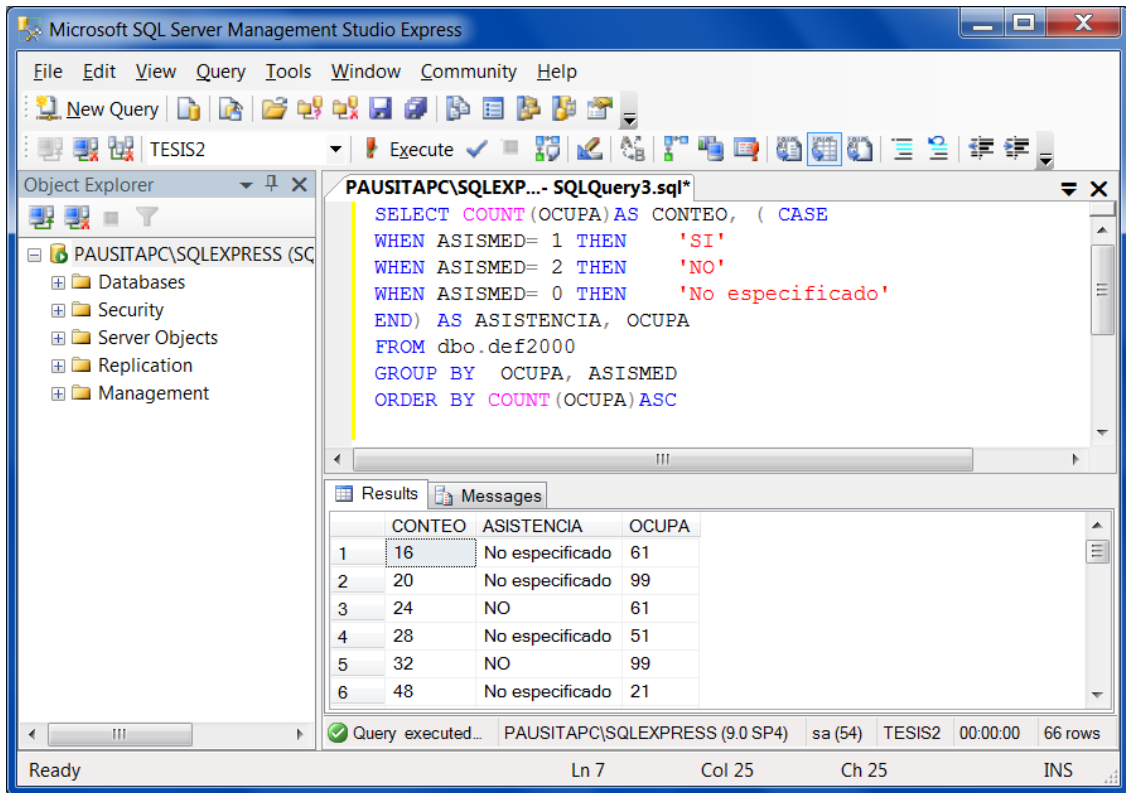 Microsoft SQL Server Management Studio Express
File Edit View Query Tools Window Community Help
New Query
TESIS2 Execute
Object Explorer
PAUSITAPC\SQLEXPRESS (SQ
Databases
Security
Server Objects
Replication
Management
PAUSITAPC\SQLEXP...- SQLQuery3.sql*
SELECT COUNT(OCUPA)AS CONTEO, ( CASE
WHEN ASISMED= 1 THEN 'SI'
WHEN ASISMED= 2 THEN 'NO'
WHEN ASISMED= 0 THEN 'No especificado'
END) AS ASISTENCIA, OCUPA
FROM dbo.def2000
GROUP BY OCUPA, ASISMED
ORDER BY COUNT(OCUPA)ASC
Results Messages
CONTEO ASISTENCIA OCUPA
1 16 No especificado 61
2 20 No especificado 99
3 24 NO 61
4 28 No especificado 51
5 32 NO 99
6 48 No especificado 21
Query executed... PAUSITAPC\SQLEXPRESS (9.0 SP4) sa (54) TESIS2 00:00:00 66 rows
Ready Ln 7 Col 25 Ch 25 INS